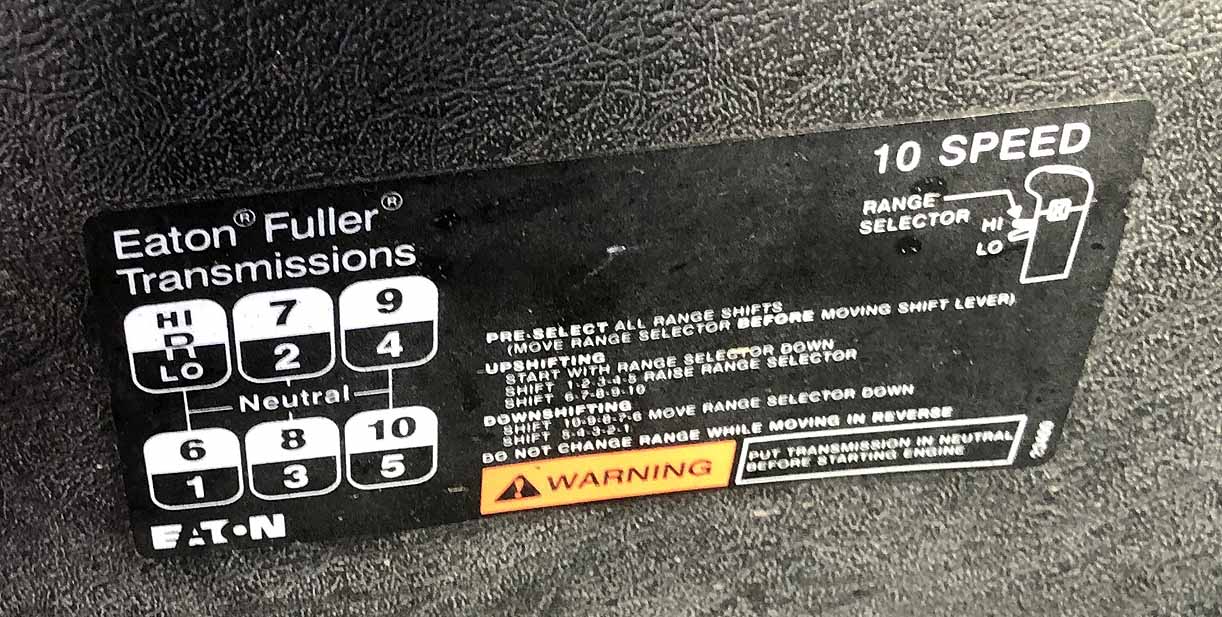 10 SPEED
RANGE
SELECTOR
HI
LO
Eaton® Fuller®
Transmissions
HI
R
LO
7
2
9
4
Neutral
6
1
8
3
10
5
EATON
PRE-SELECT ALL RANGE SHIFTS
(MOVE RANGE SELECTOR BEFORE MOVING SHIFT LEVER)
UPSHIFTING
START WITH RANGE SELECTOR DOWN
SHIFT 1-2-3-4-5 RAISE RANGE SELECTOR
SHIFT 6-7-8-9-10
DOWNSHIFTING
SHIFT 10-9-8-7-6 MOVE RANGE SELECTOR DOWN
SHIFT 5-4-3-2-1
DO NOT CHANGE RANGE WHILE MOVING IN REVERSE
WARNING
PUT TRANSMISSION IN NEUTRAL
BEFORE STARTING ENGINE